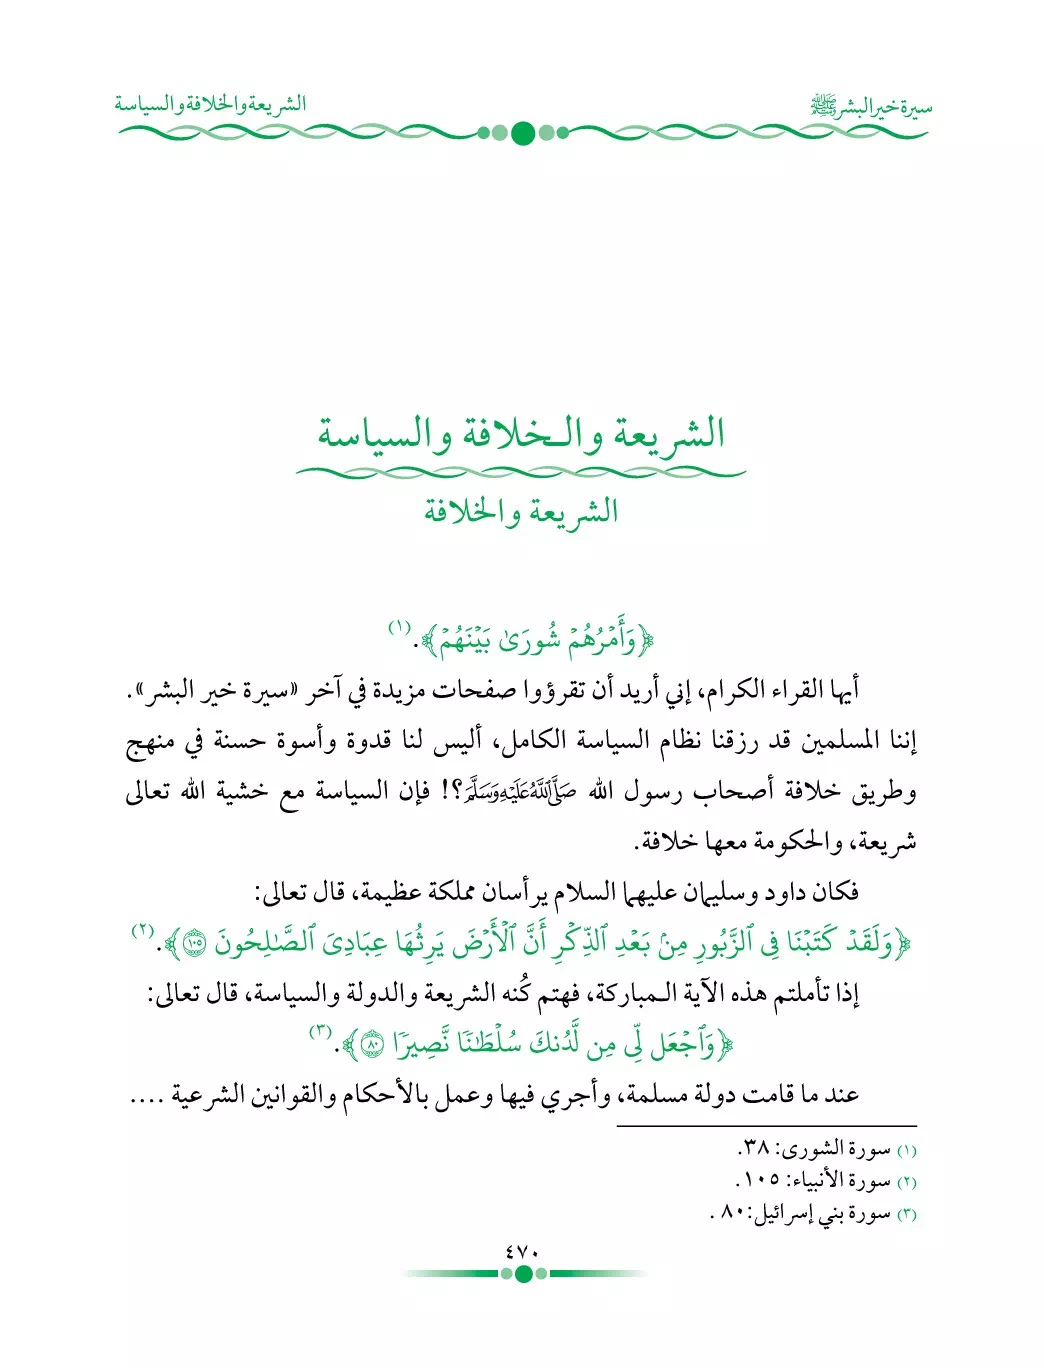 سيرة خير البشر ﷺ
الشريعة والخلافة والسياسة
الشريعة والـخلافة والسياسة
الشريعة والخلافة
﴿وَأَمۡرُهُمۡ شُورَىٰ بَيۡنَهُمۡ﴾.(١)
أيها القراء الكرام، إني أريد أن تقرؤوا صفحات مزيدة في آخر «سيرة خير البشر».
إننا المسلمين قد رزقنا نظام السياسة الكامل، أليس لنا قدوة وأسوة حسنة في منهج
وطريق خلافة أصحاب رسول الله ﷺ؟! فإن السياسة مع خشية الله تعالى
شريعة، والحكومة معها خلافة.
فكان داود وسليمان عليهما السلام يرأسان مملكة عظيمة، قال تعالى:
﴿وَلَقَدۡ كَتَبۡنَا فِي ٱلزَّبُورِ مِنۢ بَعۡدِ ٱلذِّكۡرِ أَنَّ ٱلۡأَرۡضَ يَرِثُهَا عِبَادِيَ ٱلصَّـٰلِحُونَ ١٠٥﴾.(٢)
إذا تأملتم هذه الآية الـمباركة، فهتم كُنه الشريعة والدولة والسياسة، قال تعالى:
﴿وَٱجۡعَل لِّي مِن لَّدُنكَ سُلۡطَـٰنٗا نَّصِيرٗا ٨٠﴾.(٣)
عند ما قامت دولة مسلمة، وأجري فيها وعمل بالأحكام والقوانين الشرعية ....
(١) سورة الشورى: ٣٨.
(٢) سورة الأنبياء: ١٠٥.
(٣) سورة بني إسرائيل: ٨٠ .
٤٧٠